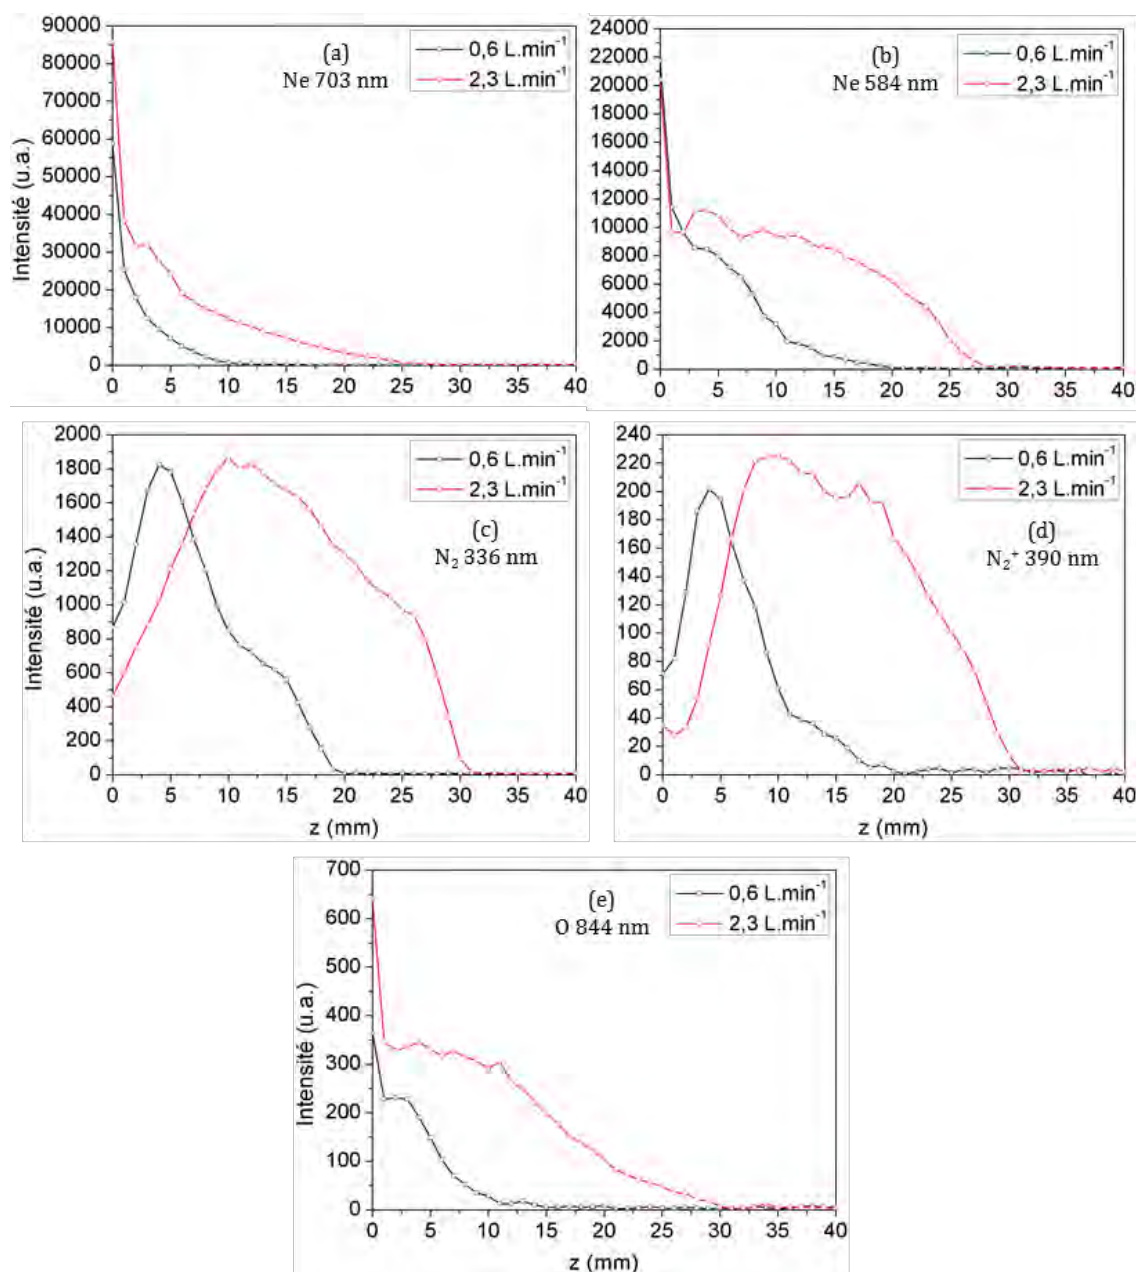 90000
80000
70000
60000
50000
40000
30000
20000
10000
0
Intensité (u.a.)
(a)
Ne 703 nm
0,6 L.min⁻¹
2,3 L.min⁻¹
0 5 10 15 20 25 30 35 40
24000
22000
20000
18000
16000
14000
12000
10000
8000
6000
4000
2000
0
(b)
Ne 584 nm
0,6 L.min⁻¹
2,3 L.min⁻¹
0 5 10 15 20 25 30 35 40
2000
1800
1600
1400
1200
1000
800
600
400
200
0
Intensité (u.a.)
0,6 L.min⁻¹
2,3 L.min⁻¹
(c)
N₂ 336 nm
0 5 10 15 20 25 30 35 40
z (mm)
240
220
200
180
160
140
120
100
80
60
40
20
0
0,6 L.min⁻¹
2,3 L.min⁻¹
(d)
N₂⁺ 390 nm
0 5 10 15 20 25 30 35 40
z (mm)
700
600
500
400
300
200
100
0
Intensité (u.a.)
(e)
O 844 nm
0,6 L.min⁻¹
2,3 L.min⁻¹
0 5 10 15 20 25 30 35 40
z (mm)